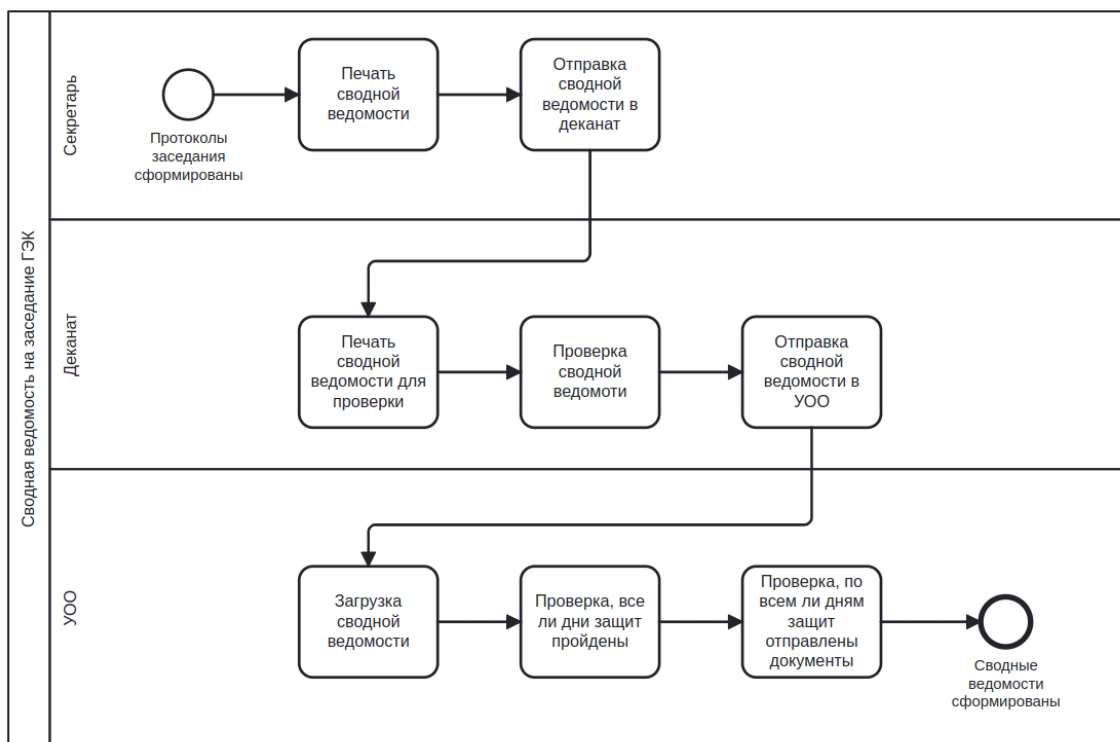 Сводная ведомость на заседание ГЭК
Секретарь
Протоколы
заседания
сформированы
Печать
сводной
ведомости
Отправка
сводной
ведомости в
деканат
Деканат
Печать
сводной
ведомости для
проверки
Проверка
сводной
ведомоти
Отправка
сводной
ведомости в
УОО
УОО
Загрузка
сводной
ведомости
Проверка, все
ли дни защит
пройдены
Проверка, по
всем ли дням
защит
отправлены
документы
Сводные
ведомости
сформированы